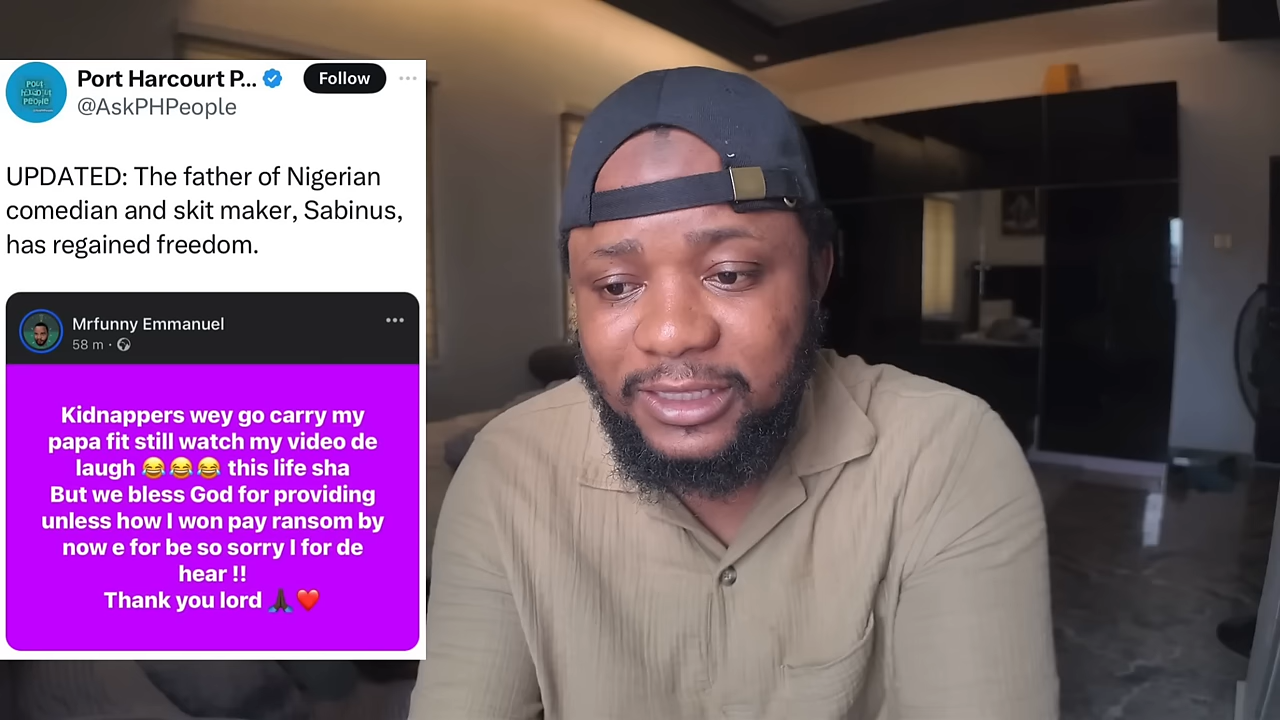 PORT
HARCOURT
PEOPLE
Port Harcourt P...
Follow
@AskPHPeople
UPDATED: The father of Nigerian
comedian and skit maker, Sabinus,
has regained freedom.
Mrfunny Emmanuel
58 m ·
Kidnappers wey go carry my
papa fit still watch my video de
laugh 😂😂😂 this life sha
But we bless God for providing
unless how I won pay ransom by
now e for be so sorry I for de
hear !!
Thank you lord 🙏🏿❤️